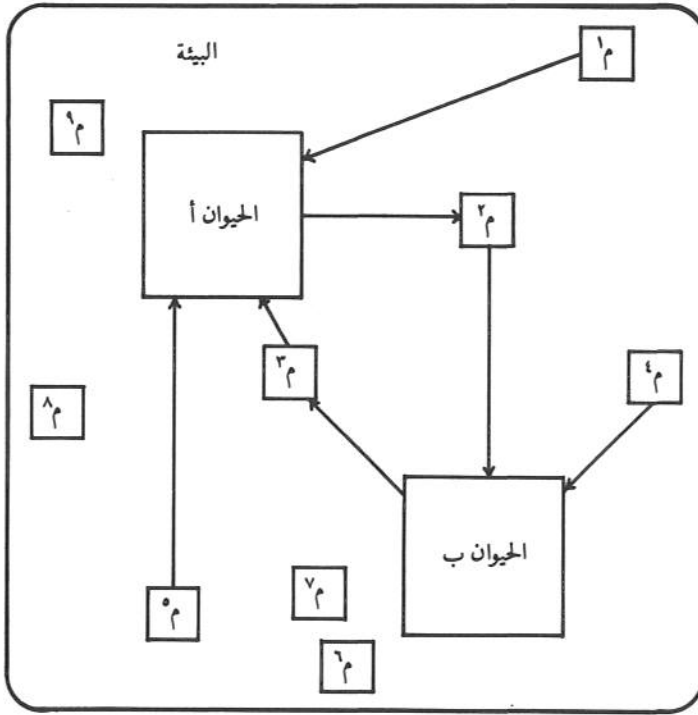 البيئة
م١
م٩
الحيوان أ
م٢
م٣
م٤
م٨
الحيوان ب
م٧
م٥
م٦